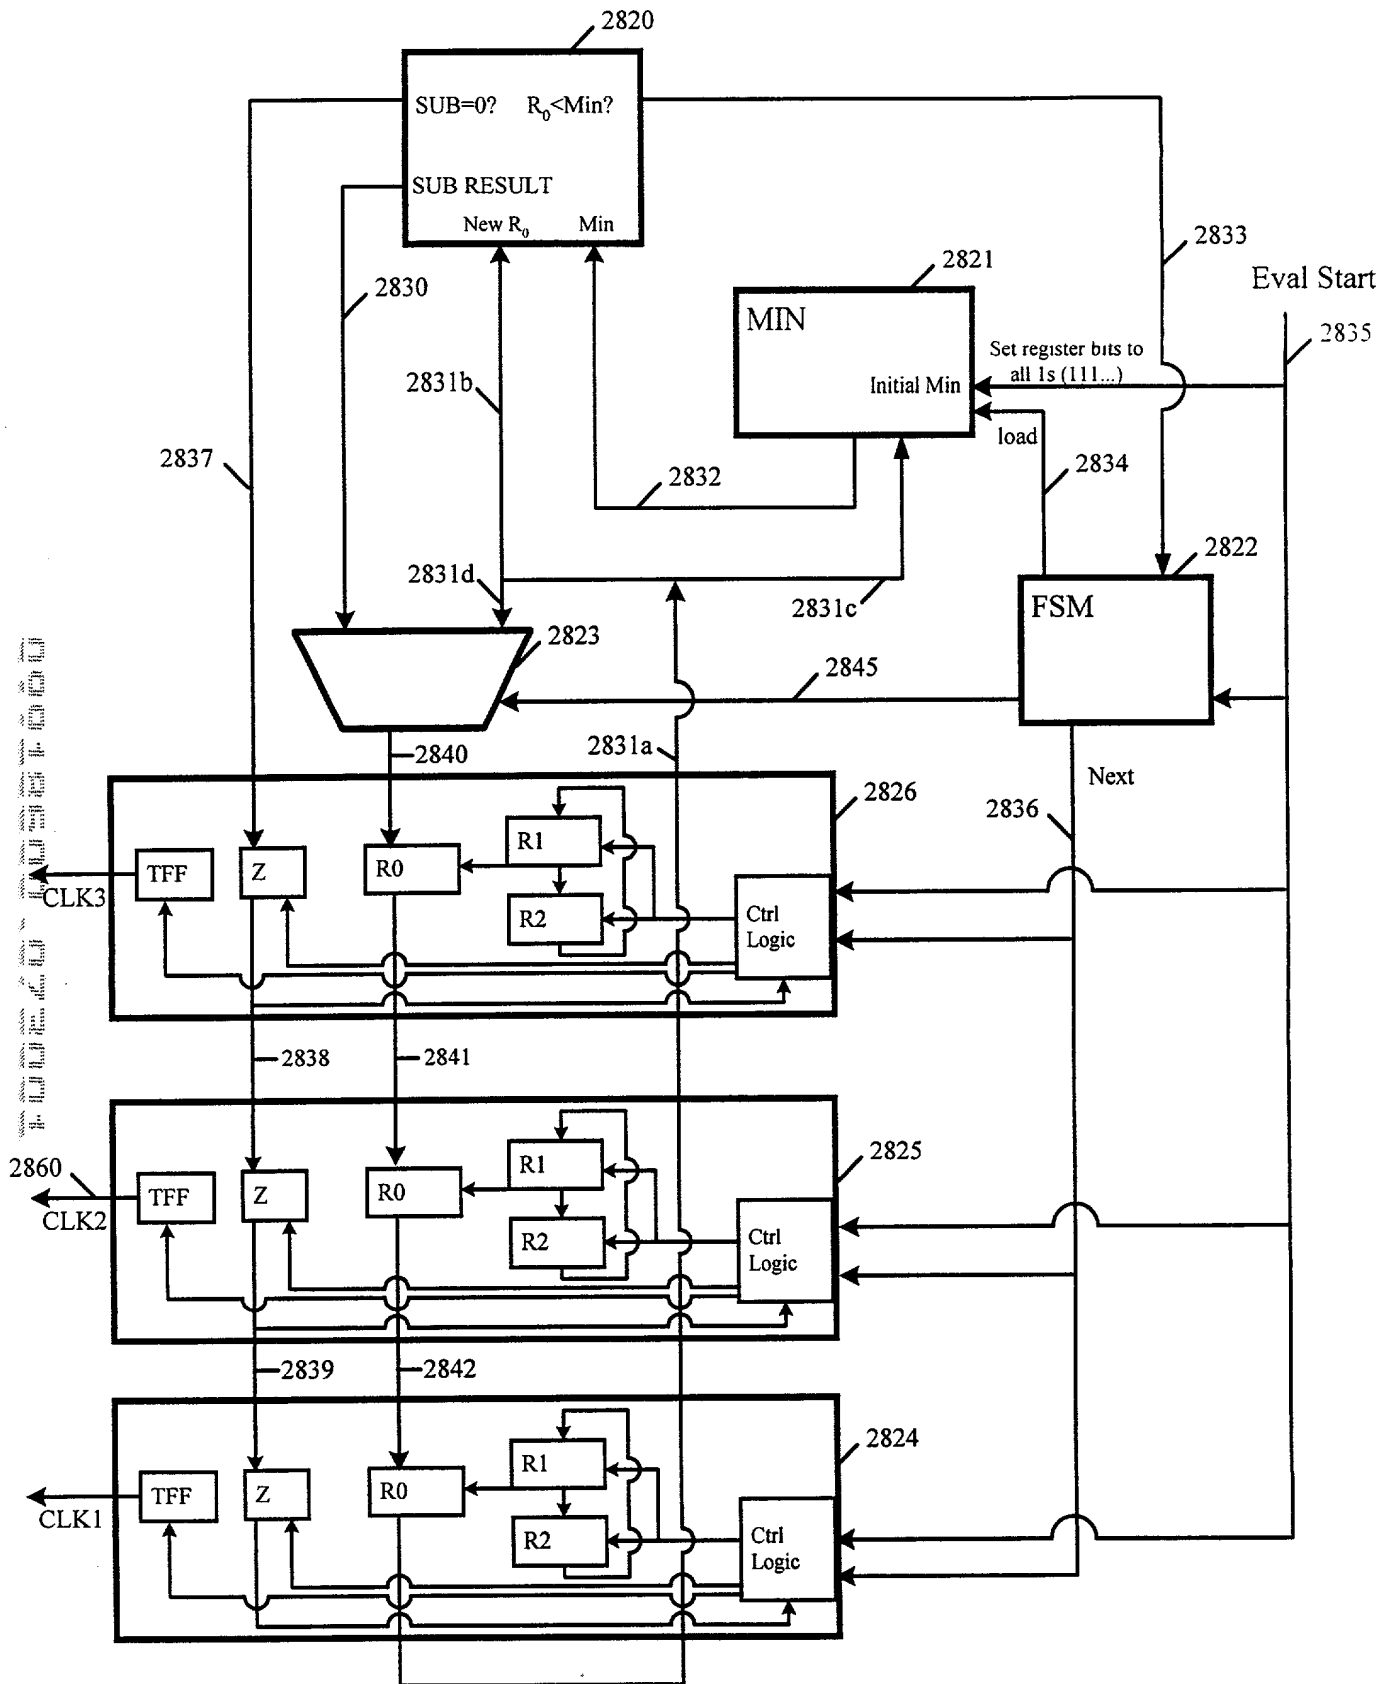 2820
SUB=0? R₀<Min?
SUB RESULT
New R₀ Min
2833
2821
Eval Start
2830
MIN
2835
Set register bits to
all 1s (111...)
2831b
Initial Min
load
2837
2834
2832
2822
2831d
2831c
FSM
2823
2845
2831a
2840
Next
2826
2836
R1
TFF
Z
R0
CLK3
R2
Ctrl
Logic
2838
2841
2860
2825
R1
TFF
Z
R0
CLK2
R2
Ctrl
Logic
2839
2842
2824
R1
TFF
Z
R0
CLK1
R2
Ctrl
Logic